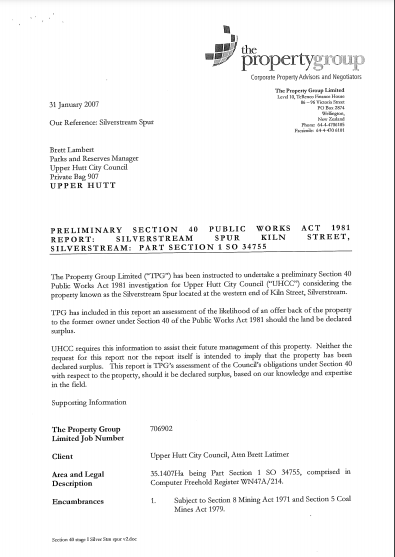 the
propertygroup
Corporate Property Advisors and Negotiators
The Property Group Limited
Level 10, TeRenco Finance House
86 – 96 Victoria Street
PO Box 2874
Wellington,
New Zealand
Phone: 64-4-4706105
Facsimile: 64-4-470 6101
31 January 2007
Our Reference: Silverstream Spur
Brett Lambert
Parks and Reserves Manager
Upper Hutt City Council
Private Bag 907
UPPER HUTT
PRELIMINARY SECTION 40 PUBLIC WORKS ACT 1981
REPORT: SILVERSTREAM SPUR KILN STREET,
SILVERSTREAM: PART SECTION 1 SO 34755
The Property Group Limited ("TPG") has been instructed to undertake a preliminary Section 40
Public Works Act 1981 investigation for Upper Hutt City Council ("UHCC") considering the
property known as the Silverstream Spur located at the western end of Kiln Street, Silverstream.
TPG has included in this report an assessment of the likelihood of an offer back of the property
to the former owner under Section 40 of the Public Works Act 1981 should the land be declared
surplus.
UHCC requires this information to assist their future management of this property. Neither the
request for this report nor the report itself is intended to imply that the property has been
declared surplus. This report is TPG's assessment of the Council's obligations under Section 40
with respect to the property, should it be declared surplus, based on our knowledge and expertise
in the field.
Supporting Information
The Property Group 706902
Limited Job Number
Client Upper Hutt City Council, Attn Brett Latimer
Area and Legal 35.1407Ha being Part Section 1 SO 34755, comprised in
Description Computer Freehold Register WN47A/214.
Encumbrances 1. Subject to Section 8 Mining Act 1971 and Section 5 Coal
Mines Act 1979.
Section 40 stage I Silver Stm spur v2.doc